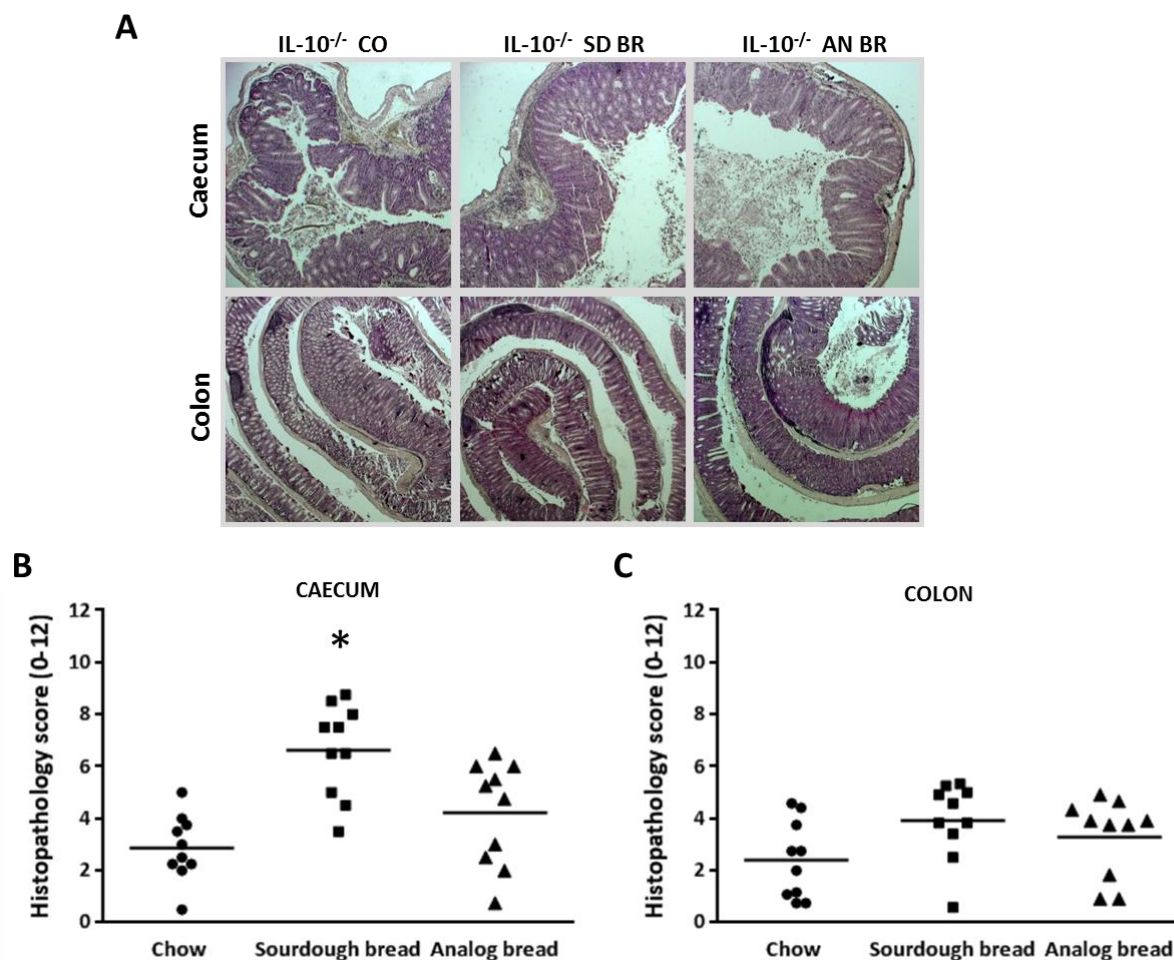 A
IL-10-/- CO
IL-10-/- SD BR
IL-10-/- AN BR
Caecum
Colon
B
CAECUM
*
Histopathology score (0-12)
12
10
8
6
4
2
0
Chow
Sourdough bread
Analog bread
C
COLON
Histopathology score (0-12)
12
10
8
6
4
2
0
Chow
Sourdough bread
Analog bread